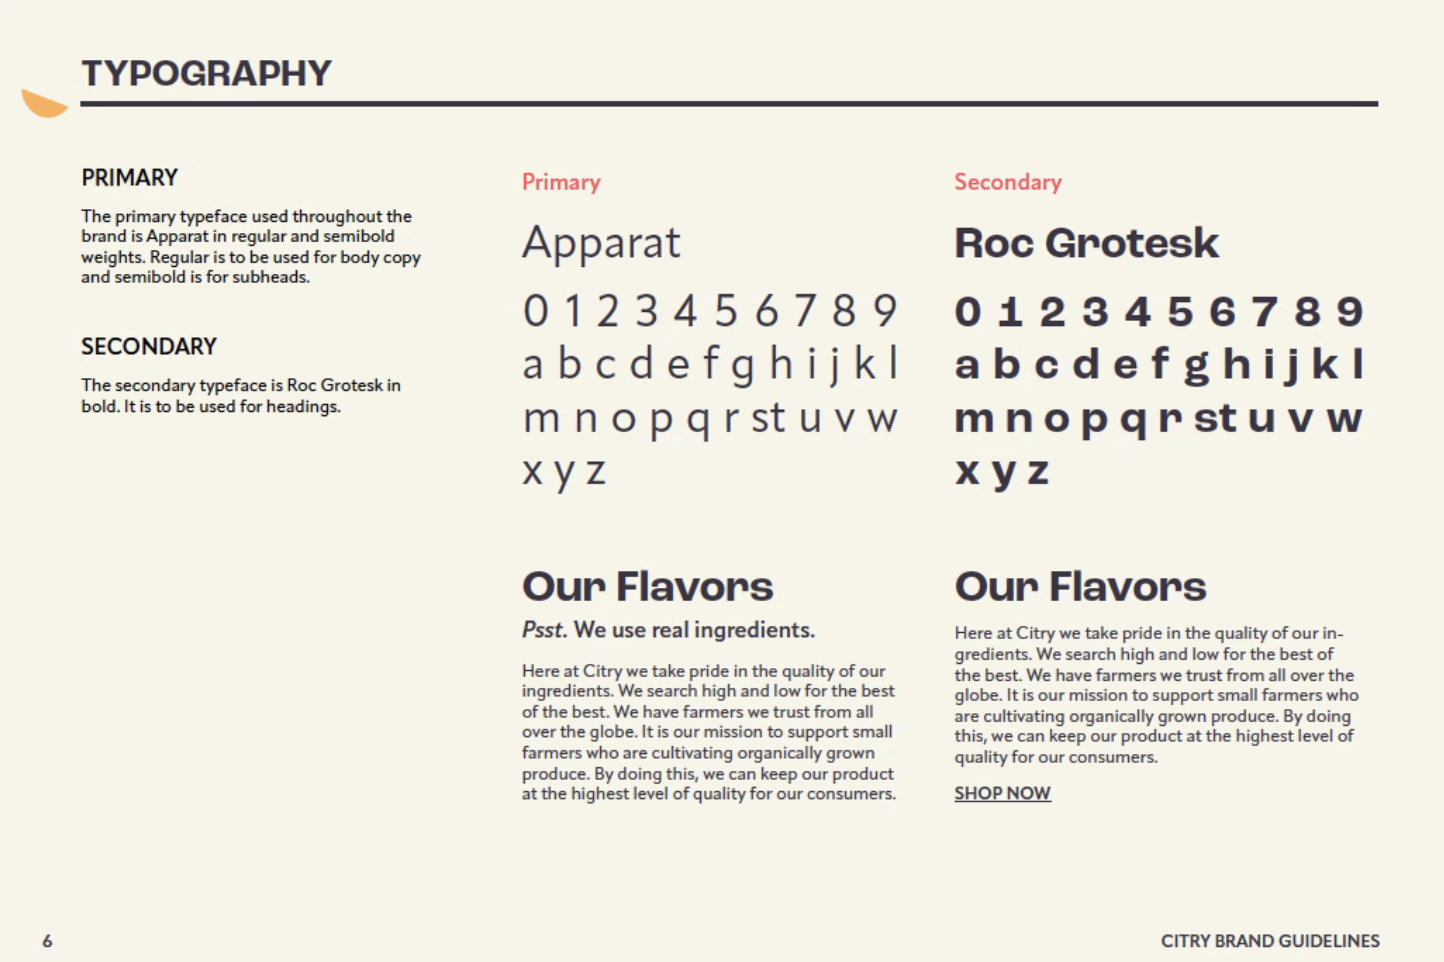 TYPOGRAPHY
PRIMARY
The primary typeface used throughout the
brand is Apparat in regular and semibold
weights. Regular is to be used for body copy
and semibold is for subheads.
SECONDARY
The secondary typeface is Roc Grotesk in
bold. It is to be used for headings.
Primary
Apparat
0 1 2 3 4 5 6 7 8 9
a b c d e f g h i j k l
m n o p q r st u v w
x y z
Our Flavors
Psst. We use real ingredients.
Here at Citry we take pride in the quality of our
ingredients. We search high and low for the best
of the best. We have farmers we trust from all
over the globe. It is our mission to support small
farmers who are cultivating organically grown
produce. By doing this, we can keep our product
at the highest level of quality for our consumers.
Secondary
Roc Grotesk
0 1 2 3 4 5 6 7 8 9
a b c d e f g h i j k l
m n o p q r st u v w
x y z
Our Flavors
Here at Citry we take pride in the quality of our in-
gredients. We search high and low for the best of
the best. We have farmers we trust from all over the
globe. It is our mission to support small farmers who
are cultivating organically grown produce. By doing
this, we can keep our product at the highest level of
quality for our consumers.
SHOP NOW
6
CITRY BRAND GUIDELINES